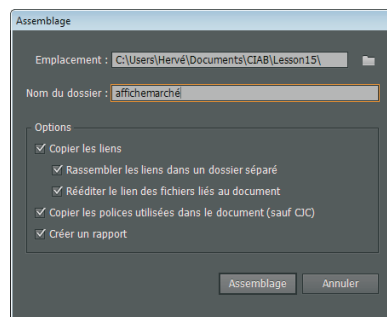 Assemblage
Emplacement : C:\Users\Hervé\Documents\CIAB\Lesson15\
Nom du dossier : affichemarché
Options
Copier les liens
Rassembler les liens dans un dossier séparé
Rééditer le lien des fichiers liés au document
Copier les polices utilisées dans le document (sauf CJC)
Créer un rapport
Assemblage Annuler